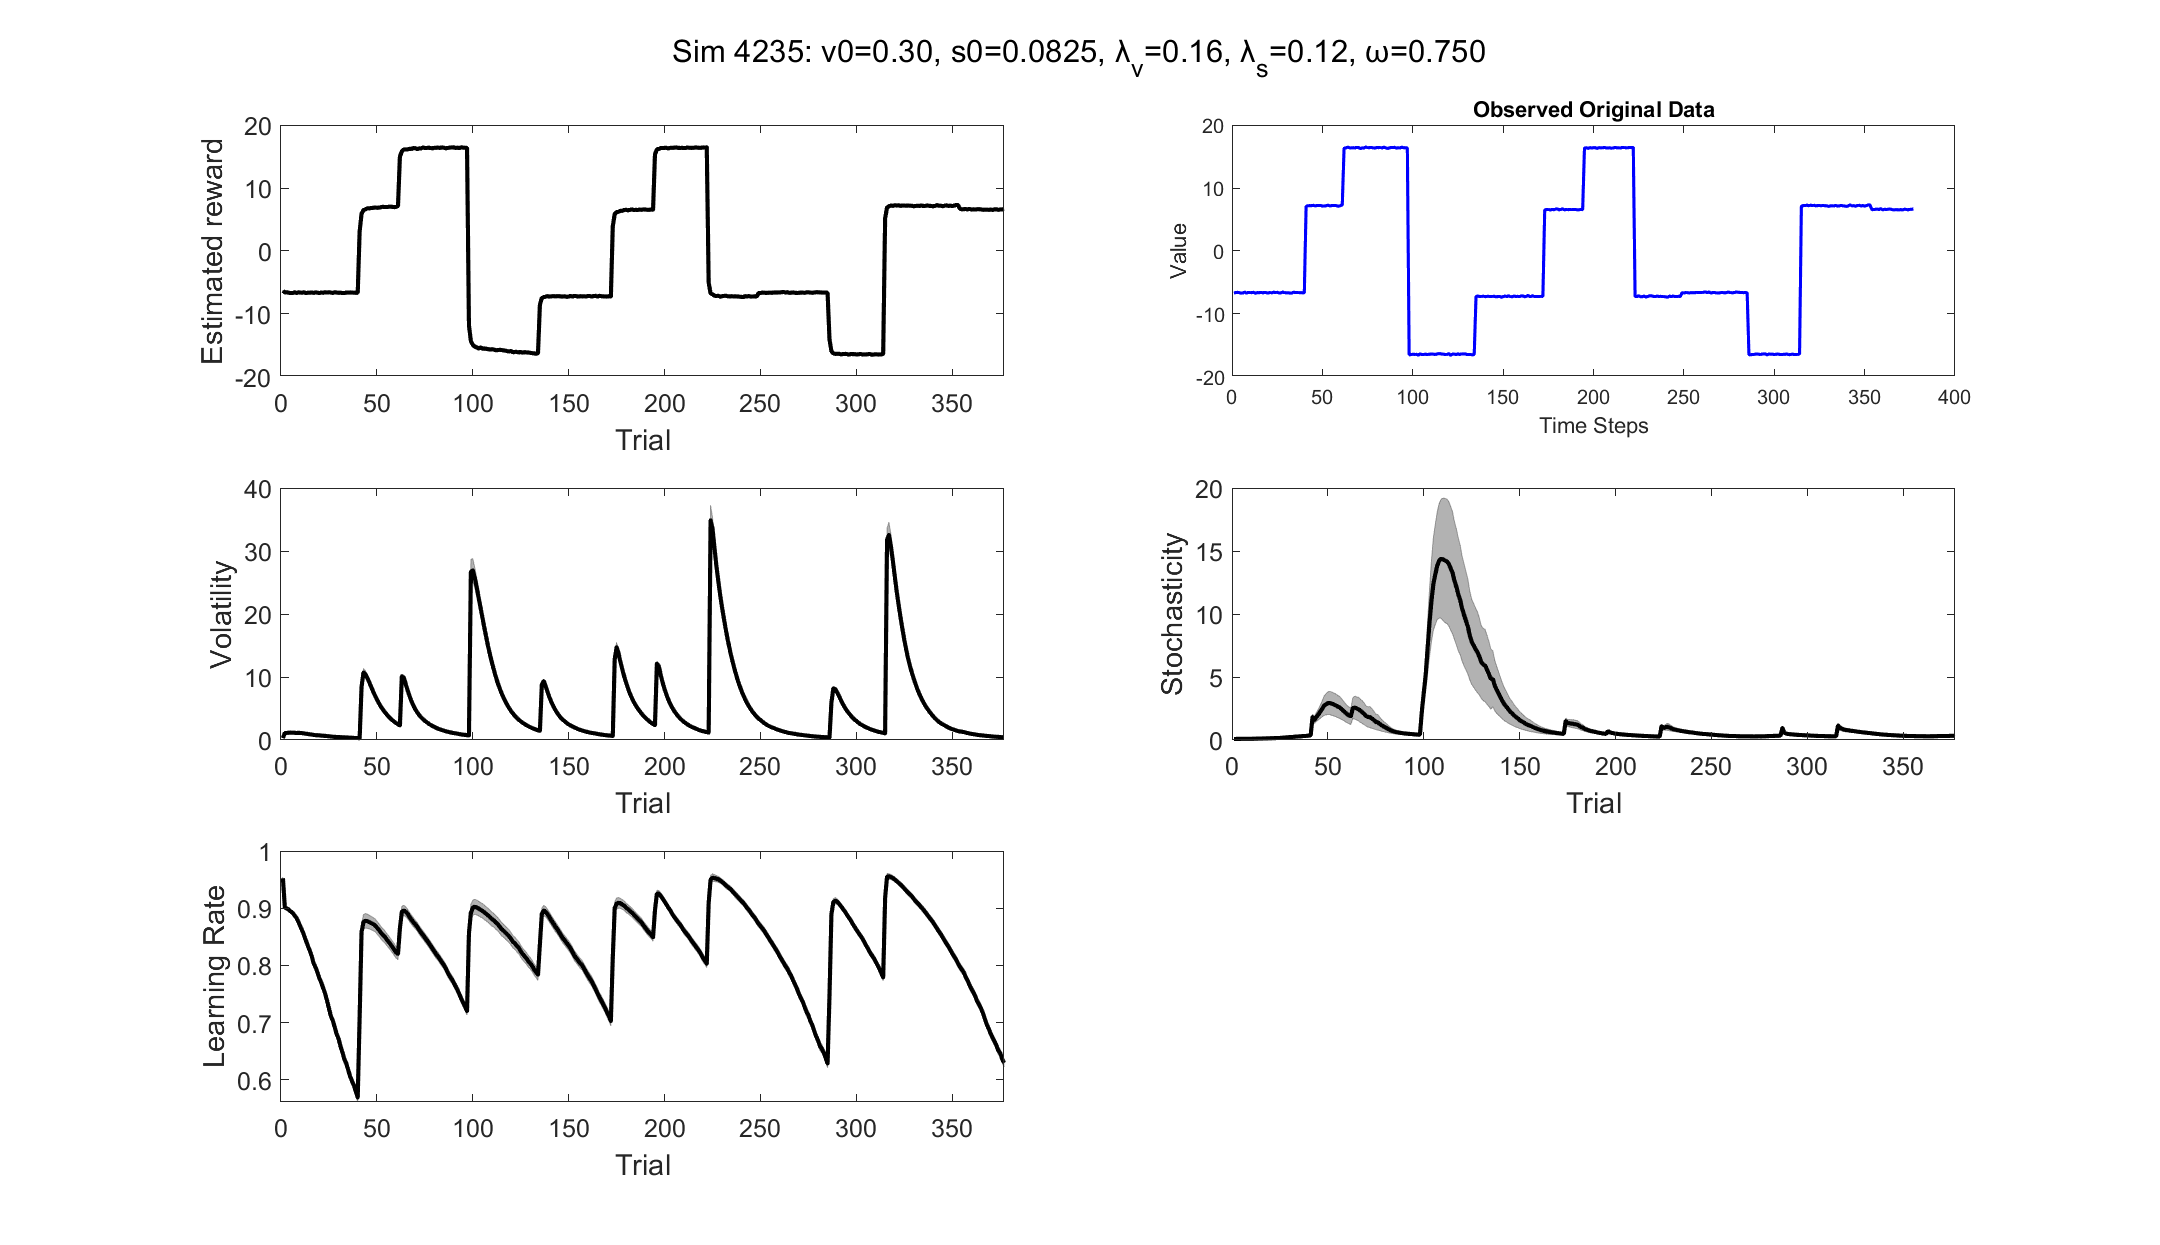 Sim 4235: v0=0.30, s0=0.0825, λ_v=0.16, λ_s=0.12, ω=0.750
Estimated reward
20
10
0
-10
-20
0 50 100 150 200 250 300 350
Trial
Observed Original Data
Value
20
10
0
-10
-20
0 50 100 150 200 250 300 350 400
Time Steps
Volatility
40
30
20
10
0
0 50 100 150 200 250 300 350
Trial
Stochasticity
20
15
10
5
0
0 50 100 150 200 250 300 350
Trial
Learning Rate
1
0.9
0.8
0.7
0.6
0 50 100 150 200 250 300 350
Trial